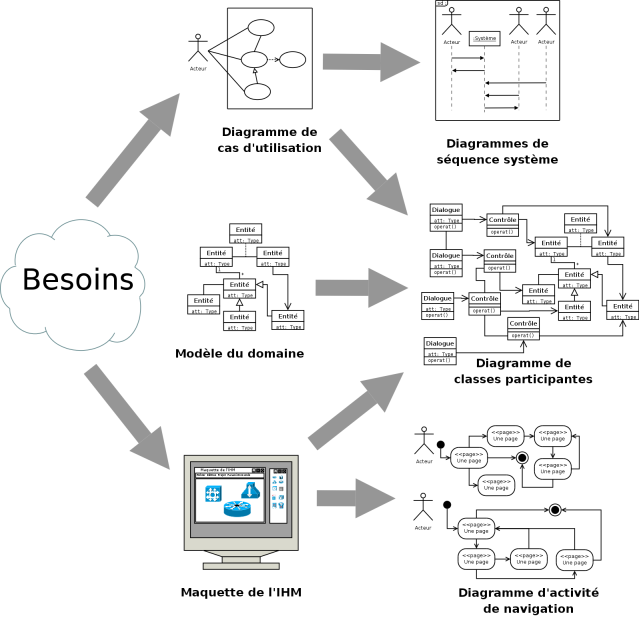 sd
Acteur
Système
Acteur
Acteur
Acteur
Diagramme de
cas d'utilisation
Diagrammes de
séquence système
Besoins
Entité
att: Type
Entité
att: Type
Entité
att: Type
1
*
Entité
att: Type
Entité
att: Type
Entité
att: Type
Entité
att: Type
Modèle du domaine
Dialogue
att: Type
operat()
Contrôle
operat()
Entité
att: Type
Entité
att: Type
Entité
att: Type
Dialogue
att: Type
operat()
Contrôle
operat()
1
*
Entité
att: Type
Dialogue
att: Type
operat()
Contrôle
operat()
Entité
att: Type
Entité
att: Type
Entité
att: Type
Contrôle
operat()
Dialogue
att: Type
operat()
Diagramme de
classes participantes
Maquette de l'IHM
Maquette de l'IHM
Acteur
<<page>>
Une page
<<page>>
Une page
<<page>>
Une page
<<page>>
Une page
<<page>>
Une page
Acteur
<<page>>
Une page
<<page>>
Une page
<<page>>
Une page
<<page>>
Une page
Diagramme d'activité
de navigation